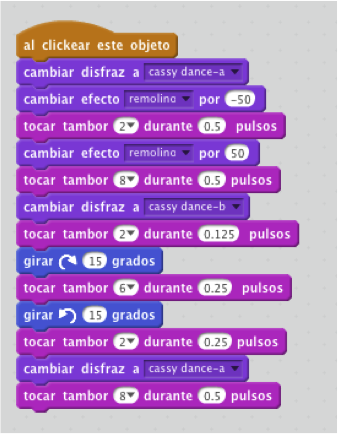 al clickear este objeto
cambiar disfraz a cassy dance-a
cambiar efecto remolino por -50
tocar tambor 2 durante 0.5 pulsos
cambiar efecto remolino por 50
tocar tambor 8 durante 0.5 pulsos
cambiar disfraz a cassy dance-b
tocar tambor 2 durante 0.125 pulsos
girar 15 grados
tocar tambor 6 durante 0.25 pulsos
girar 15 grados
tocar tambor 2 durante 0.25 pulsos
cambiar disfraz a cassy dance-a
tocar tambor 8 durante 0.5 pulsos